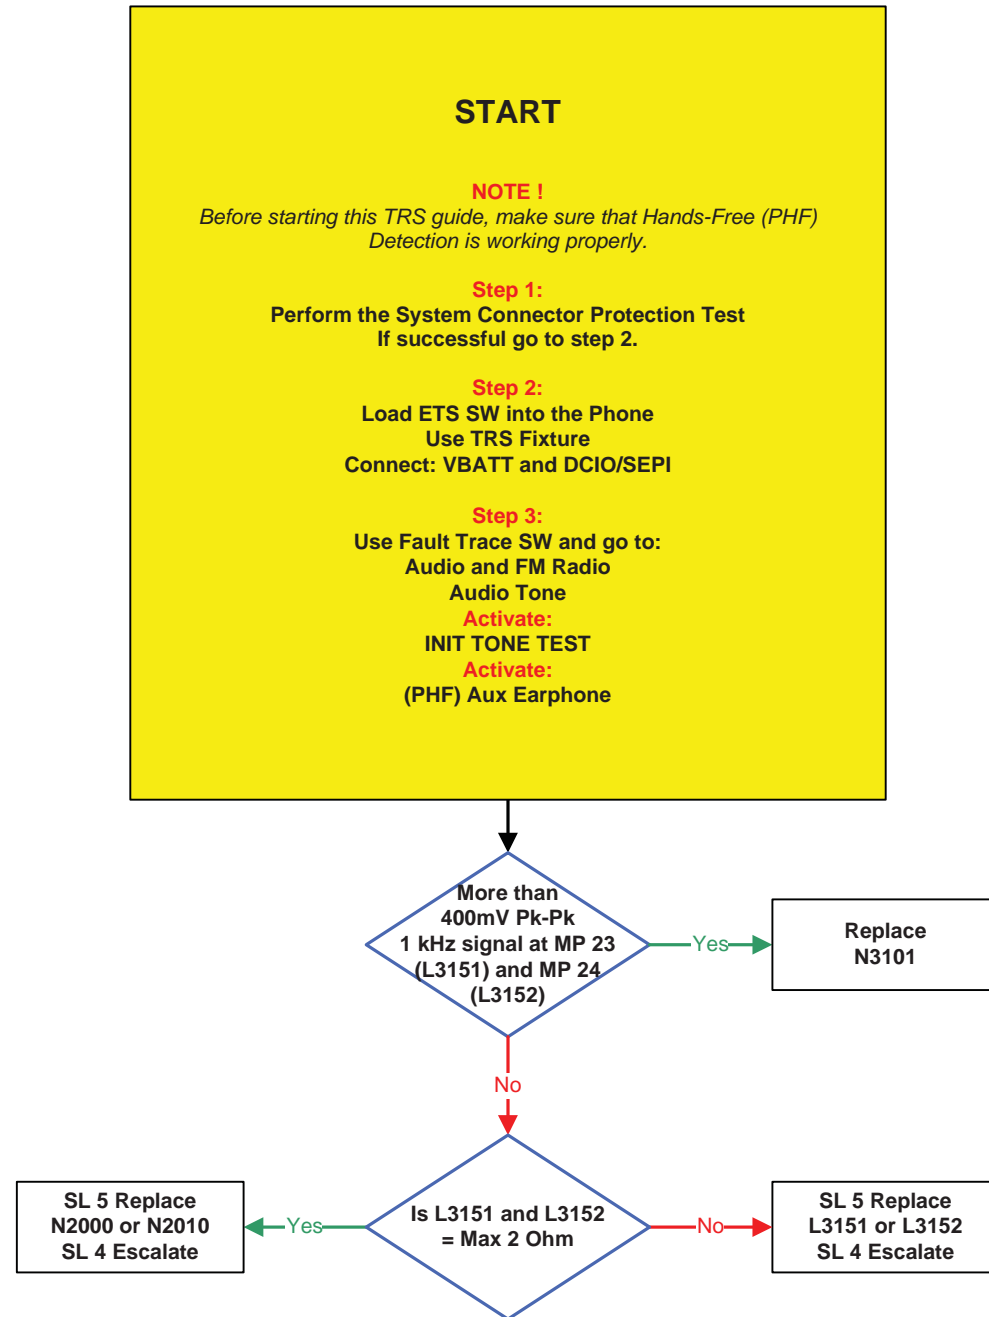 START
NOTE !
Before starting this TRS guide, make sure that Hands-Free (PHF)
Detection is working properly.
Step 1:
Perform the System Connector Protection Test
If successful go to step 2.
Step 2:
Load ETS SW into the Phone
Use TRS Fixture
Connect: VBATT and DCIO/SEPI
Step 3:
Use Fault Trace SW and go to:
Audio and FM Radio
Audio Tone
Activate:
INIT TONE TEST
Activate:
(PHF) Aux Earphone
More than
400mV Pk-Pk
1 kHz signal at MP 23
(L3151) and MP 24
(L3152)
Yes
Replace
N3101
No
SL 5 Replace
N2000 or N2010
SL 4 Escalate
Yes
Is L3151 and L3152
= Max 2 Ohm
No
SL 5 Replace
L3151 or L3152
SL 4 Escalate